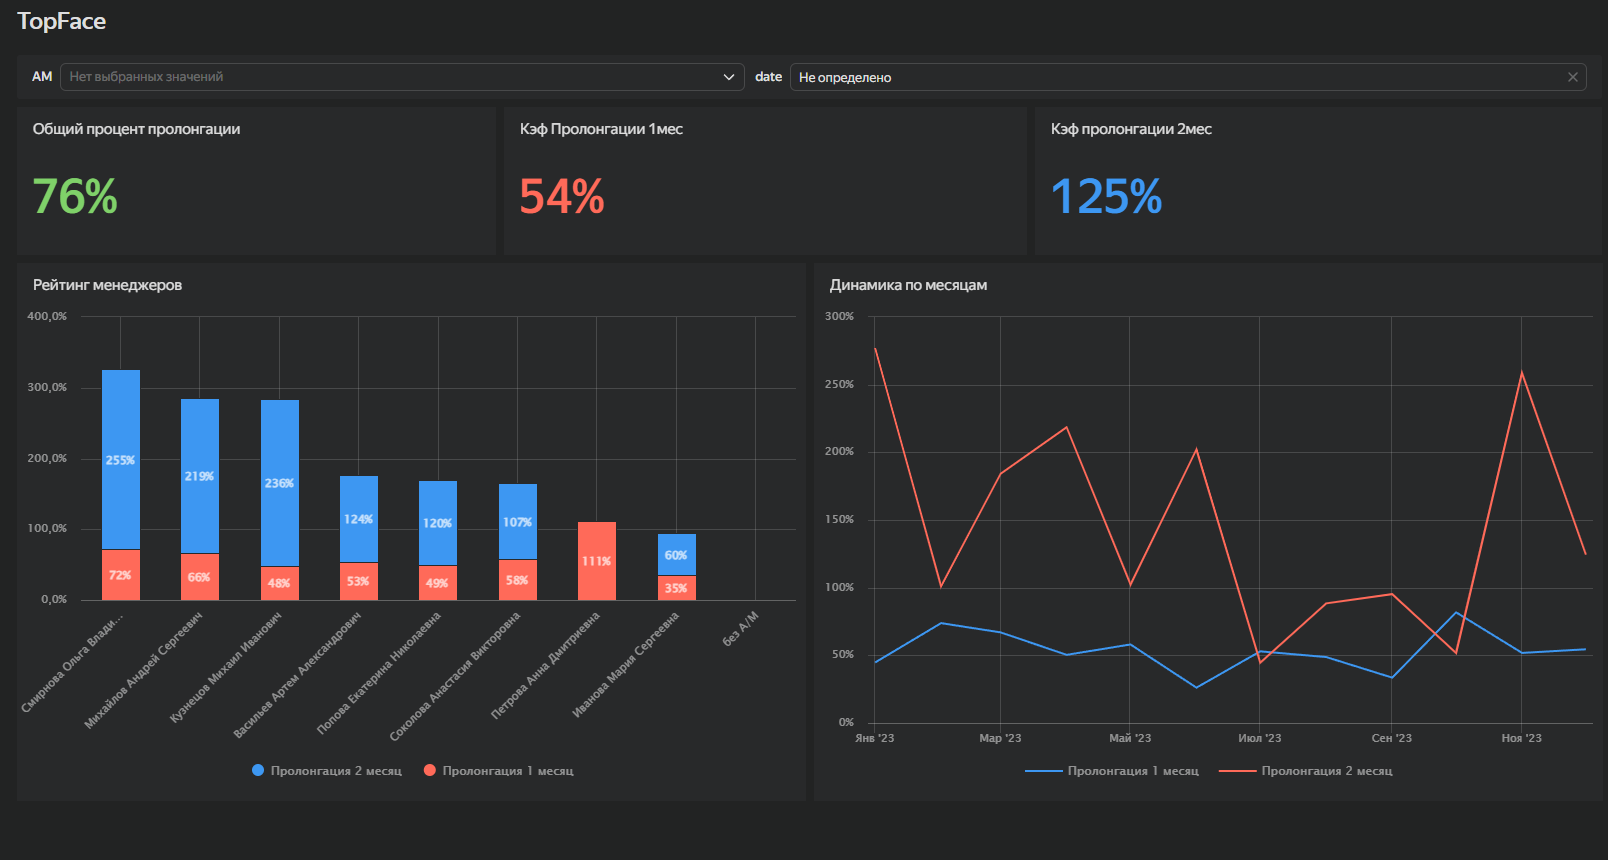 TopFace
AM Нет выбранных значений date Не определено
Общий процент пролонгации
76%
Кэф Пролонгации 1мес
54%
Кэф пролонгации 2мес
125%
Рейтинг менеджеров
400,0%
300,0%
200,0%
100,0%
0,0%
255%
219%
236%
124%
120%
107%
111%
60%
72%
66%
48%
53%
49%
58%
35%
Смирнова Ольга Влади...
Михайлов Андрей Сергеевич
Кузнецов Михаил Иванович
Васильев Артем Александрович
Попова Екатерина Николаевна
Соколова Анастасия Викторовна
Петрова Анна Дмитриевна
Иванова Мария Сергеевна
без А/М
Пролонгация 2 месяц Пролонгация 1 месяц
Динамика по месяцам
300%
250%
200%
150%
100%
50%
0%
Янв '23 Мар '23 Май '23 Июл '23 Сен '23 Ноя '23
Пролонгация 1 месяц Пролонгация 2 месяц